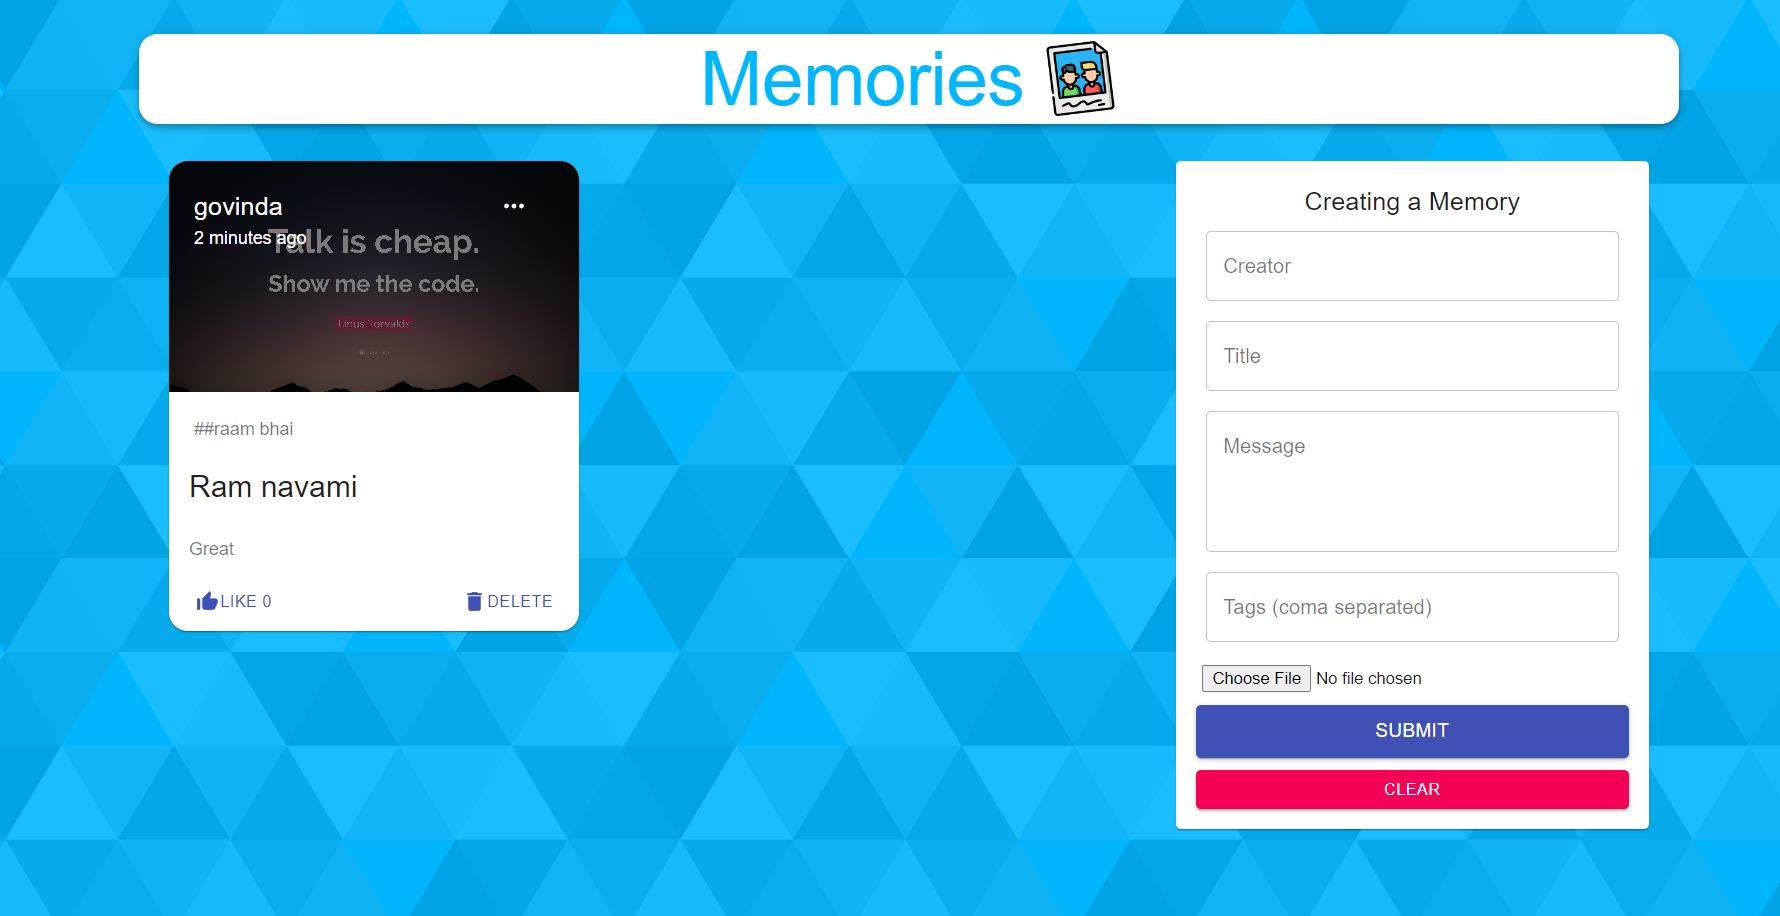 Memories
govinda
2 minutes ago
Talk is cheap.
Show me the code.
Linus Torvalds
##raam bhai
Ram navami
Great
LIKE 0
DELETE
Creating a Memory
Creator
Title
Message
Tags (coma separated)
Choose File No file chosen
SUBMIT
CLEAR